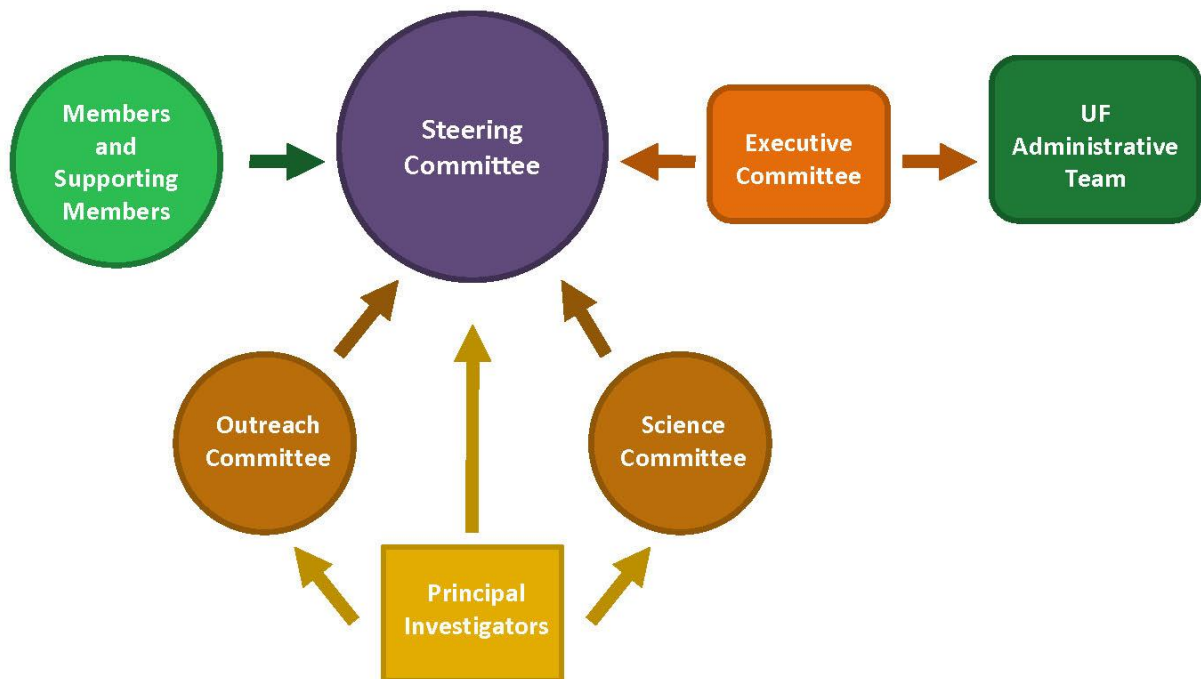 Members
and
Supporting
Members
Steering
Committee
Executive
Committee
UF
Administrative
Team
Outreach
Committee
Science
Committee
Principal
Investigators